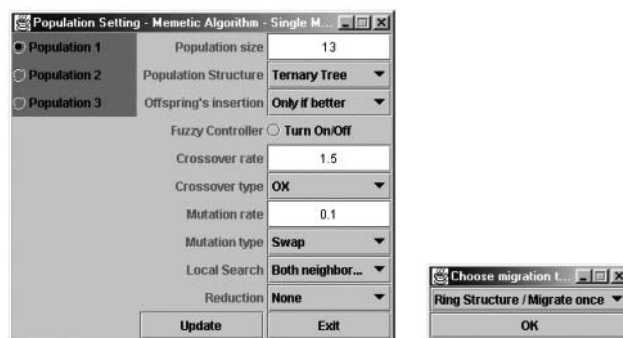 Population Setting - Memetic Algorithm - Single M...
Population 1
Population size
13
Population 2
Population Structure
Ternary Tree
Population 3
Offspring's insertion
Only if better
Fuzzy Controller
Turn On/Off
Crossover rate
1.5
Crossover type
OX
Mutation rate
0.1
Mutation type
Swap
Local Search
Both neighbor...
Reduction
None
Update
Exit
Choose migration t...
Ring Structure / Migrate once
OK